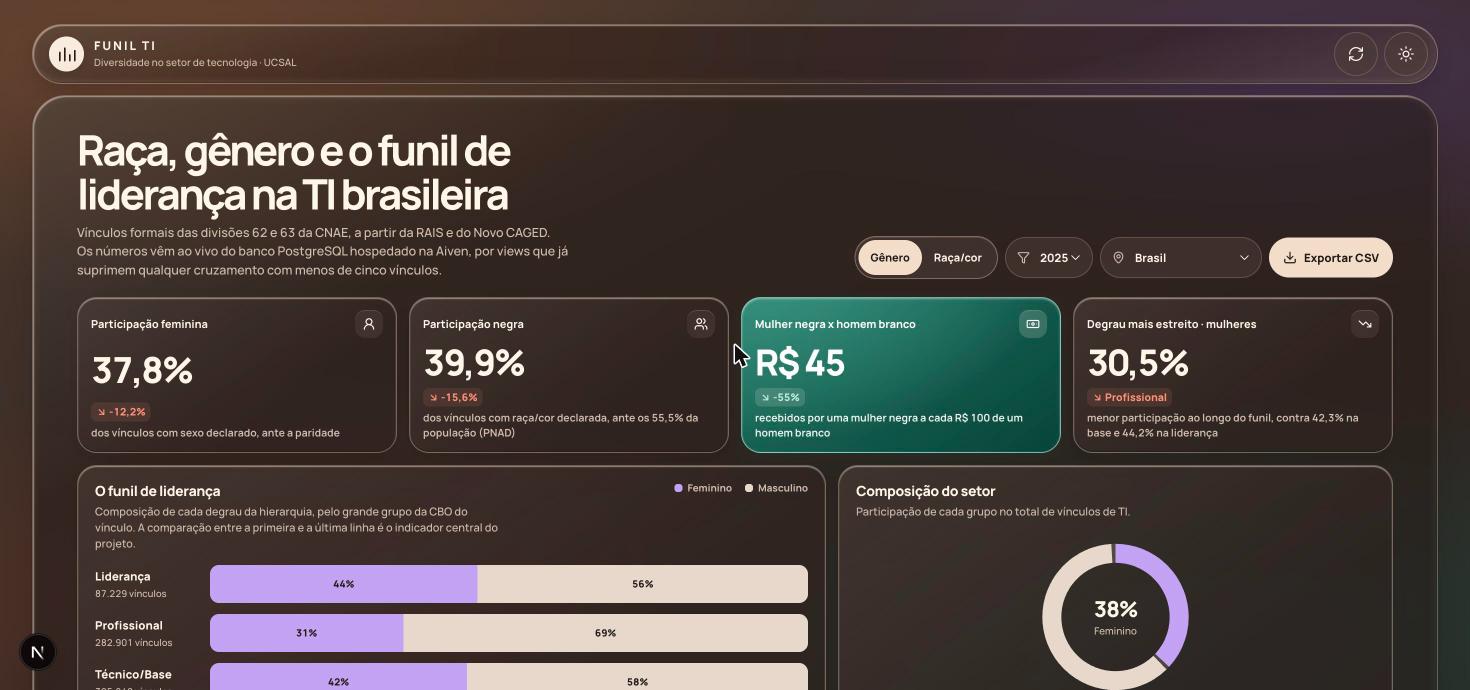 FUNIL TI
Diversidade no setor de tecnologia · UCSAL
Raça, gênero e o funil de
liderança na TI brasileira
Vínculos formais das divisões 62 e 63 da CNAE, a partir da RAIS e do Novo CAGED.
Os números vêm ao vivo do banco PostgreSQL hospedado na Aiven, por views que já
suprimem qualquer cruzamento com menos de cinco vínculos.
Gênero
Raça/cor
2025
Brasil
Exportar CSV
Participação feminina
37,8%
-12,2%
dos vínculos com sexo declarado, ante a paridade
Participação negra
39,9%
-15,6%
dos vínculos com raça/cor declarada, ante os 55,5% da
população (PNAD)
Mulher negra x homem branco
R$ 45
-55%
recebidos por uma mulher negra a cada R$ 100 de um
homem branco
Degrau mais estreito · mulheres
30,5%
Profissional
menor participação ao longo do funil, contra 42,3% na
base e 44,2% na liderança
O funil de liderança
Feminino
Masculino
Composição de cada degrau da hierarquia, pelo grande grupo da CBO do
vínculo. A comparação entre a primeira e a última linha é o indicador central do
projeto.
Liderança
87.229 vínculos
44%
56%
Profissional
282.901 vínculos
31%
69%
Técnico/Base
42%
58%
Composição do setor
Participação de cada grupo no total de vínculos de TI.
38%
Feminino
N